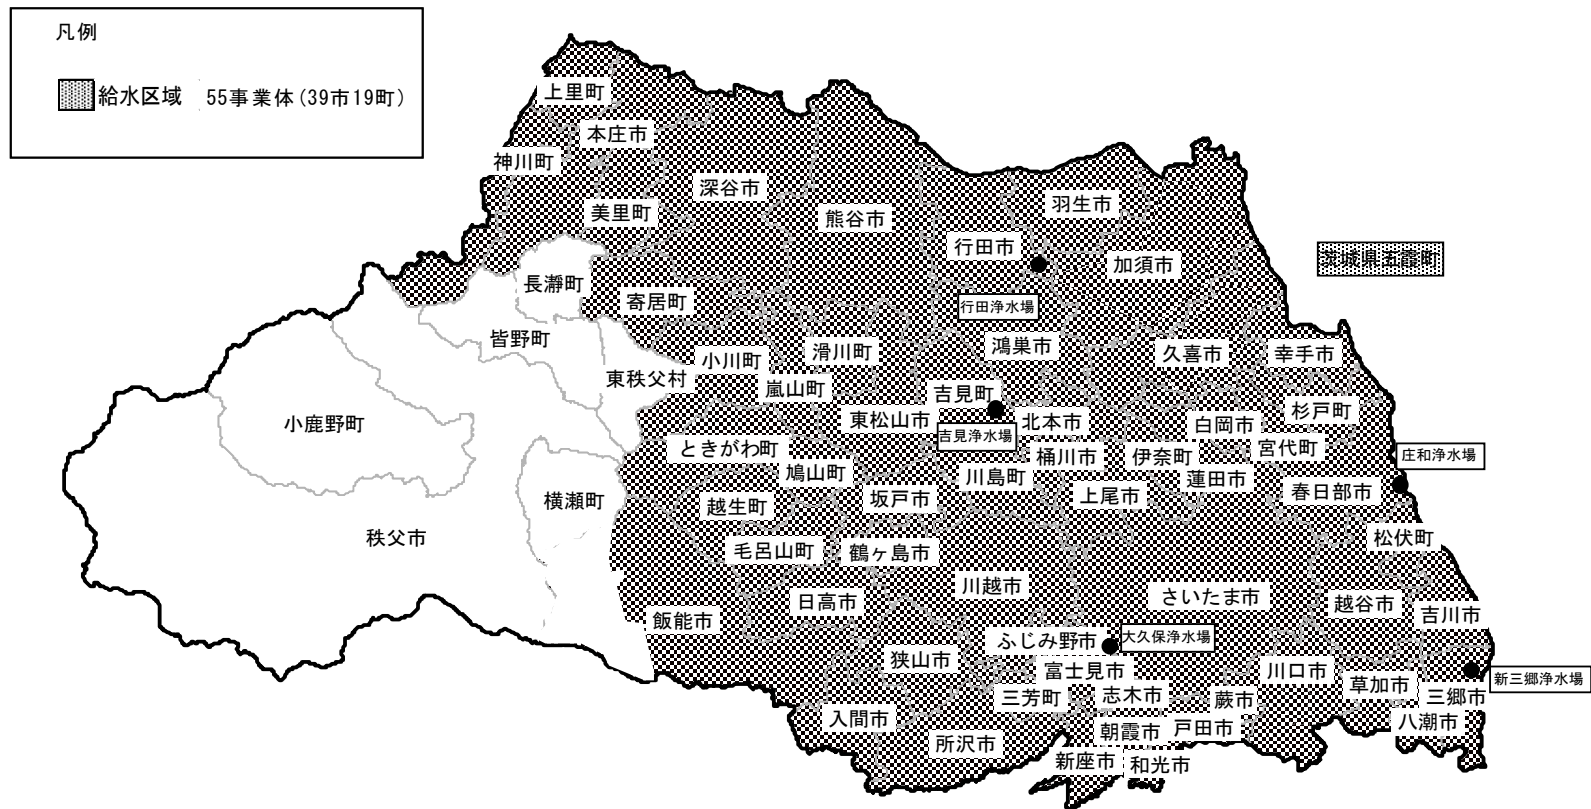 凡例
給水区域 55事業体(39市19町)
上里町
本庄市
神川町
深谷市
美里町
熊谷市
羽生市
行田市
加須市
茨城県五霞町
長瀞町
寄居町
行田浄水場
皆野町
小川町
滑川町
鴻巣市
久喜市
幸手市
東秩父村
嵐山町
吉見町
小鹿野町
東松山市
吉見浄水場
北本市
白岡市
杉戸町
ときがわ町
桶川市
伊奈町
宮代町
庄和浄水場
鳩山町
川島町
蓮田市
横瀬町
越生町
坂戸市
上尾市
春日部市
秩父市
毛呂山町
鶴ヶ島市
松伏町
川越市
日高市
さいたま市
越谷市
吉川市
飯能市
ふじみ野市
大久保浄水場
狭山市
富士見市
川口市
新三郷浄水場
三芳町
志木市
蕨市
草加市
三郷市
入間市
朝霞市
戸田市
八潮市
所沢市
新座市
和光市